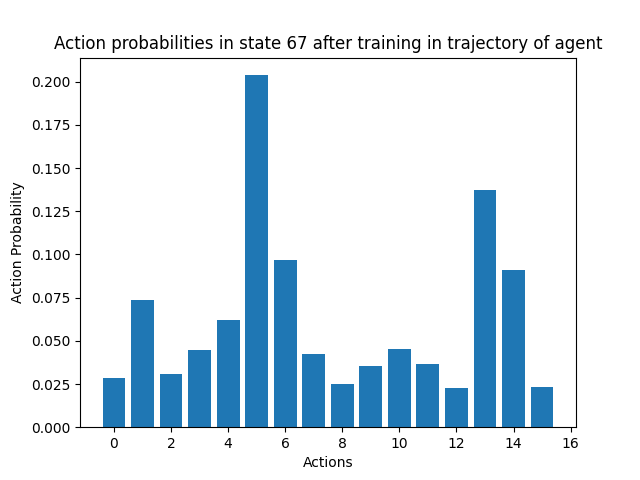 Action probabilities in state 67 after training in trajectory of agent
0.200
0.175
0.150
0.125
0.100
0.075
0.050
0.025
0.000
Action Probability
0 2 4 6 8 10 12 14 16
Actions